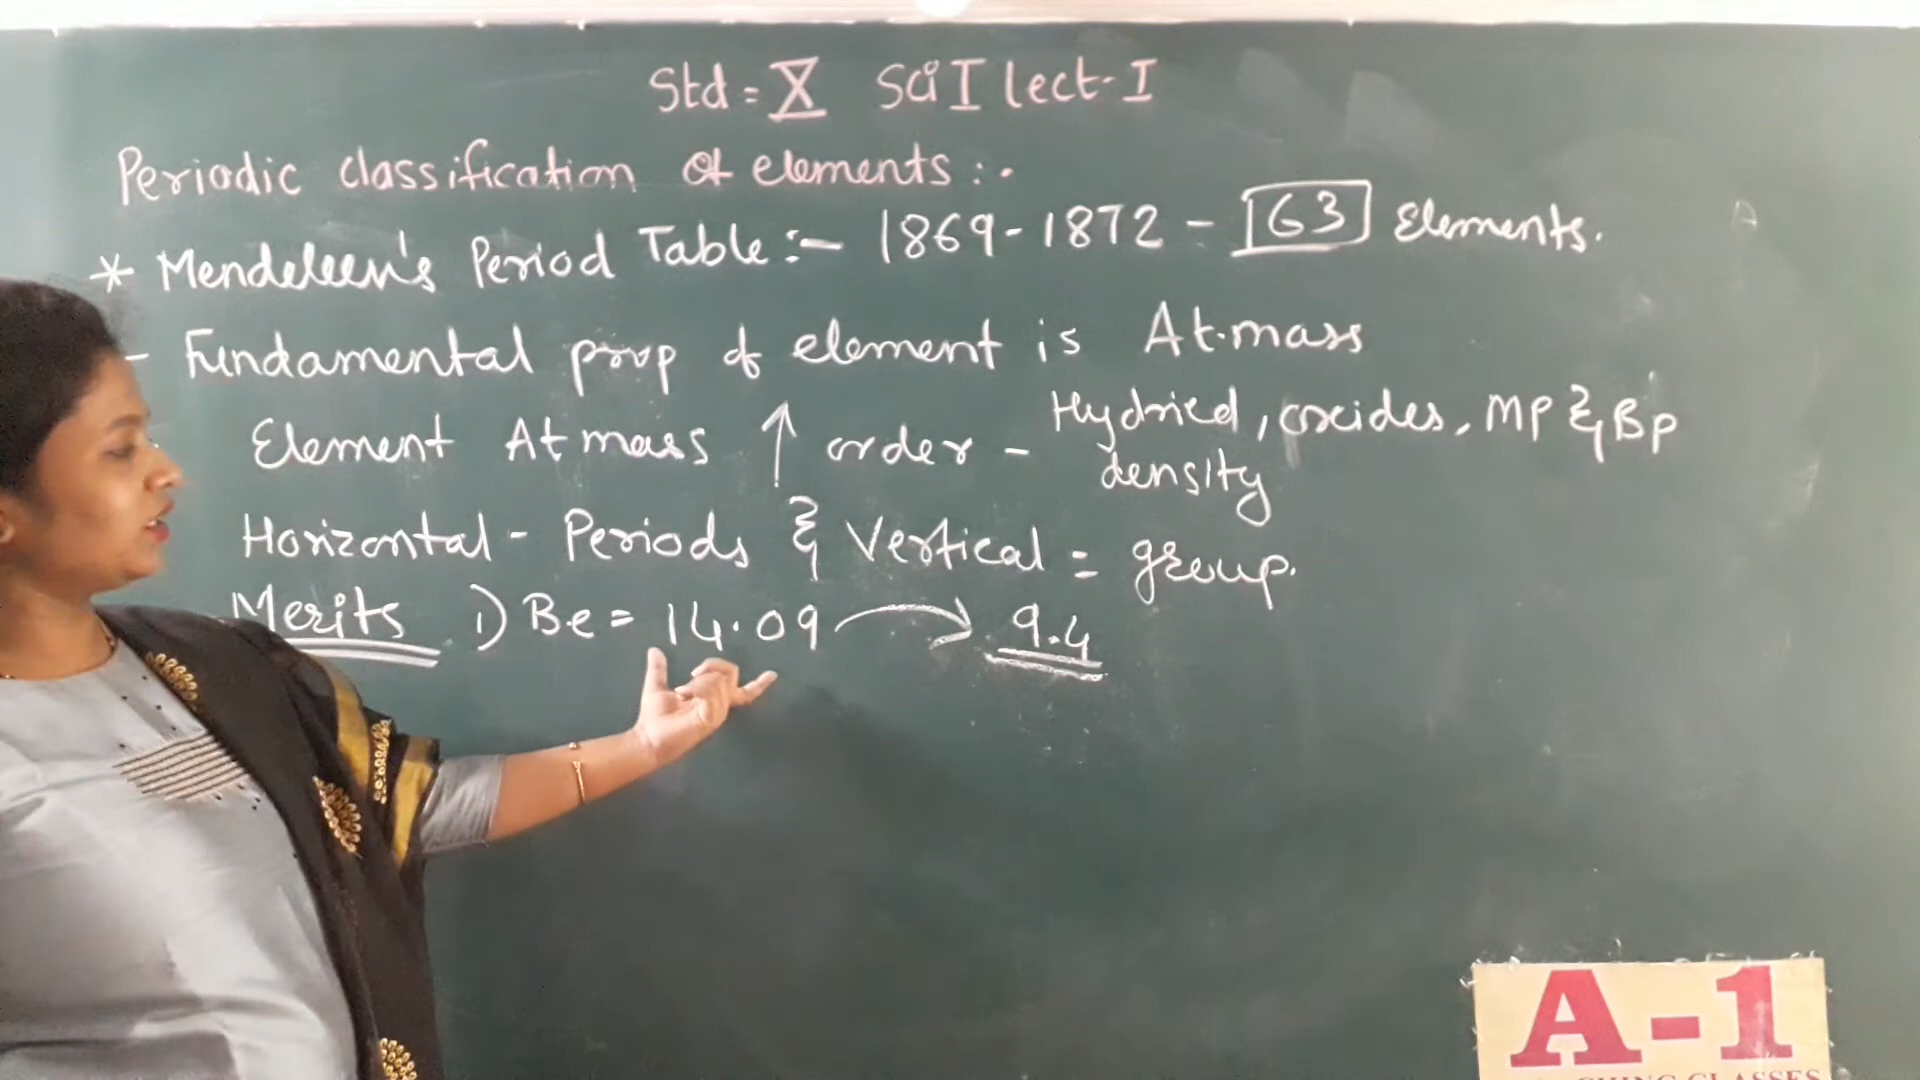 Std = X Sci I lect-I
Periodic classification of elements :-
* Mendeleev's Period Table :- 1869-1872 - 63 Elements.
- Fundamental prop of element is At.mass
Element At mass ↑ order - Hydried, oxides, MP & BP
density
Horizontal - Periods & Vertical = group.
Merits 1) Be = 14.09 → 9.4
A-1
CHING CLASSES